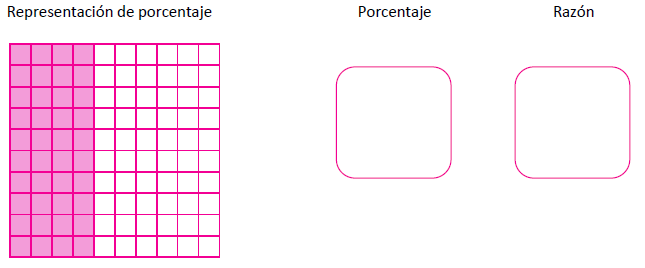 Representación de porcentaje
Porcentaje
Razón